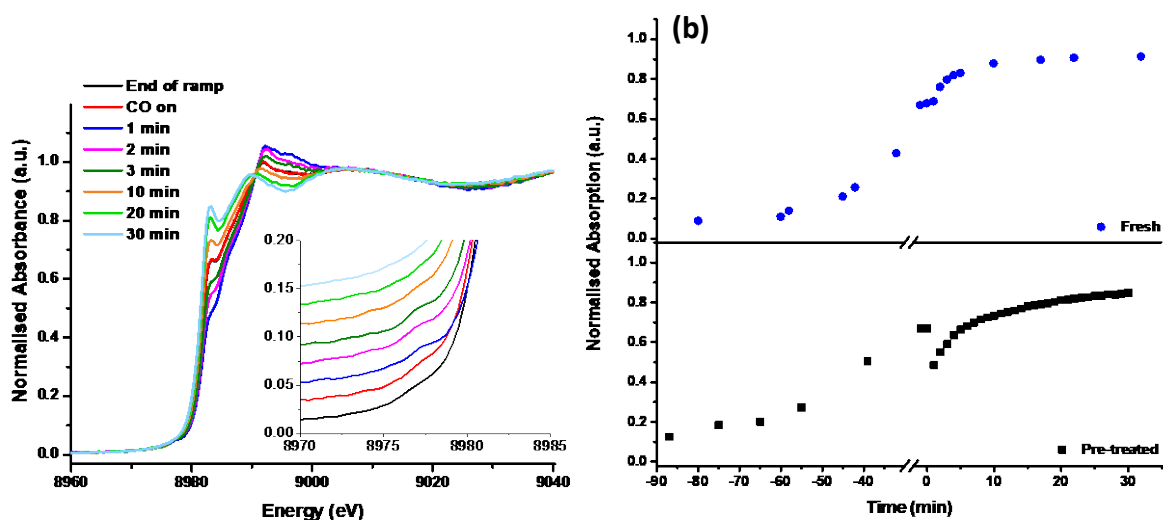 End of ramp
CO on
1 min
2 min
3 min
10 min
20 min
30 min
Normalised Absorbance (a.u.)
1.0
0.8
0.6
0.4
0.2
0.0
8960 8980 9000 9020 9040
Energy (eV)
0.20
0.15
0.10
0.05
0.00
8970 8975 8980 8985
(b)
Normalised Absorption (a.u.)
1.0
0.8
0.6
0.4
0.2
0.0
Fresh
1.0
0.8
0.6
0.4
0.2
0.0
Pre-treated
-90 -80 -70 -60 -50 -40 -30 0 10 20 30
Time (min)